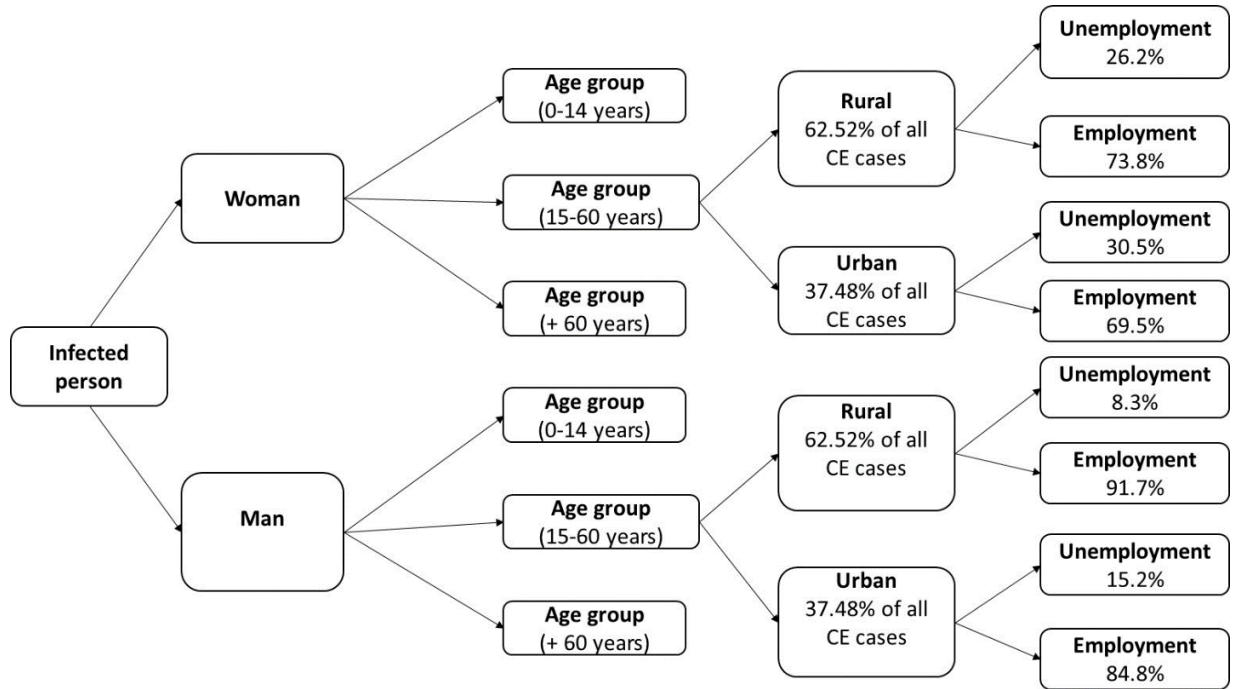 Infected
person
Woman
Age group
(0-14 years)
Age group
(15-60 years)
Age group
(+ 60 years)
Rural
62.52% of all
CE cases
Unemployment
26.2%
Employment
73.8%
Urban
37.48% of all
CE cases
Unemployment
30.5%
Employment
69.5%
Man
Age group
(0-14 years)
Age group
(15-60 years)
Age group
(+ 60 years)
Rural
62.52% of all
CE cases
Unemployment
8.3%
Employment
91.7%
Urban
37.48% of all
CE cases
Unemployment
15.2%
Employment
84.8%